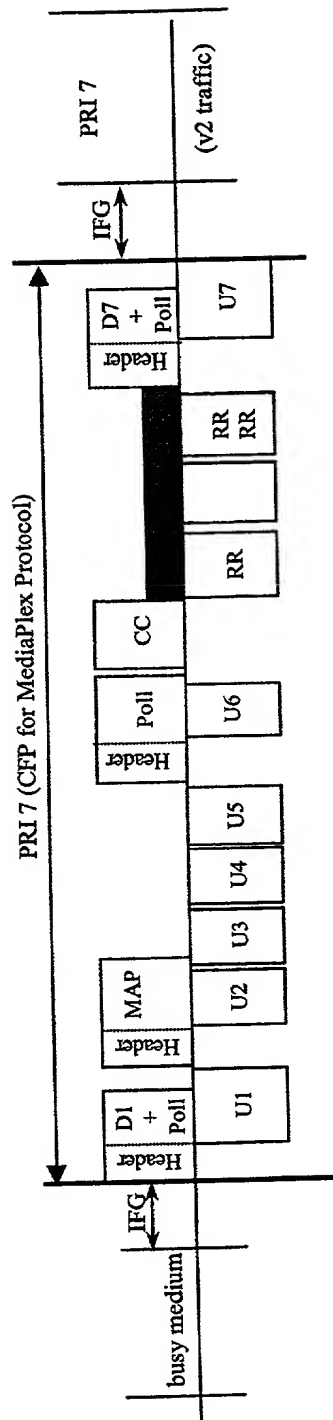 PRI 7 (CFP for MediaPlex Protocol)
busy medium
IFG
Header
D1
+
Poll
U1
Header
MAP
U2
U3
U4
U5
Header
Poll
U6
CC
RR
RR
RR
Header
D7
+
Poll
U7
IFG
PRI 7
(v2 traffic)